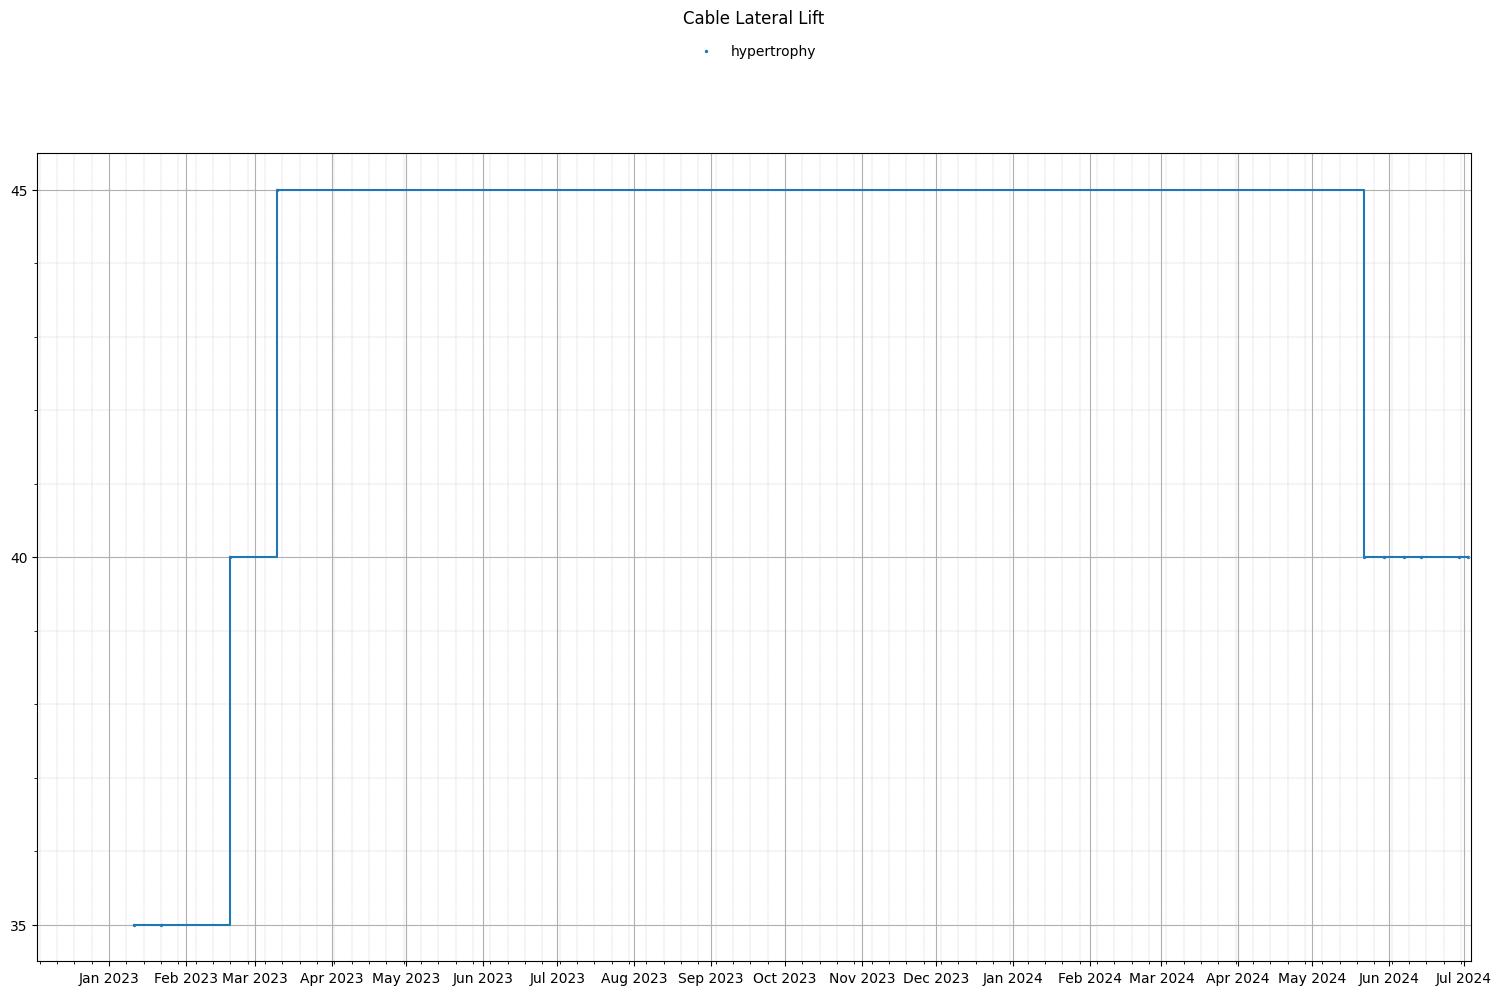 Cable Lateral Lift
hypertrophy
45
40
35
Jan 2023 Feb 2023 Mar 2023 Apr 2023 May 2023 Jun 2023 Jul 2023 Aug 2023 Sep 2023 Oct 2023 Nov 2023 Dec 2023 Jan 2024 Feb 2024 Mar 2024 Apr 2024 May 2024 Jun 2024 Jul 2024